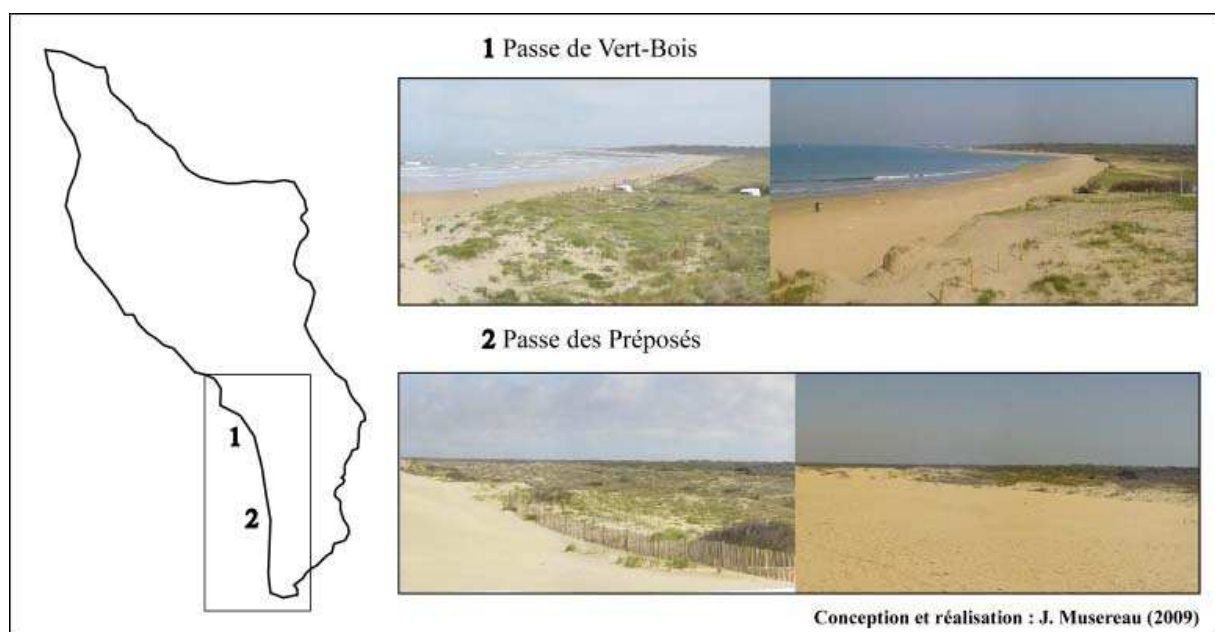 1 Passe de Vert-Bois
2 Passe des Préposés
1
2
Conception et réalisation : J. Musereau (2009)